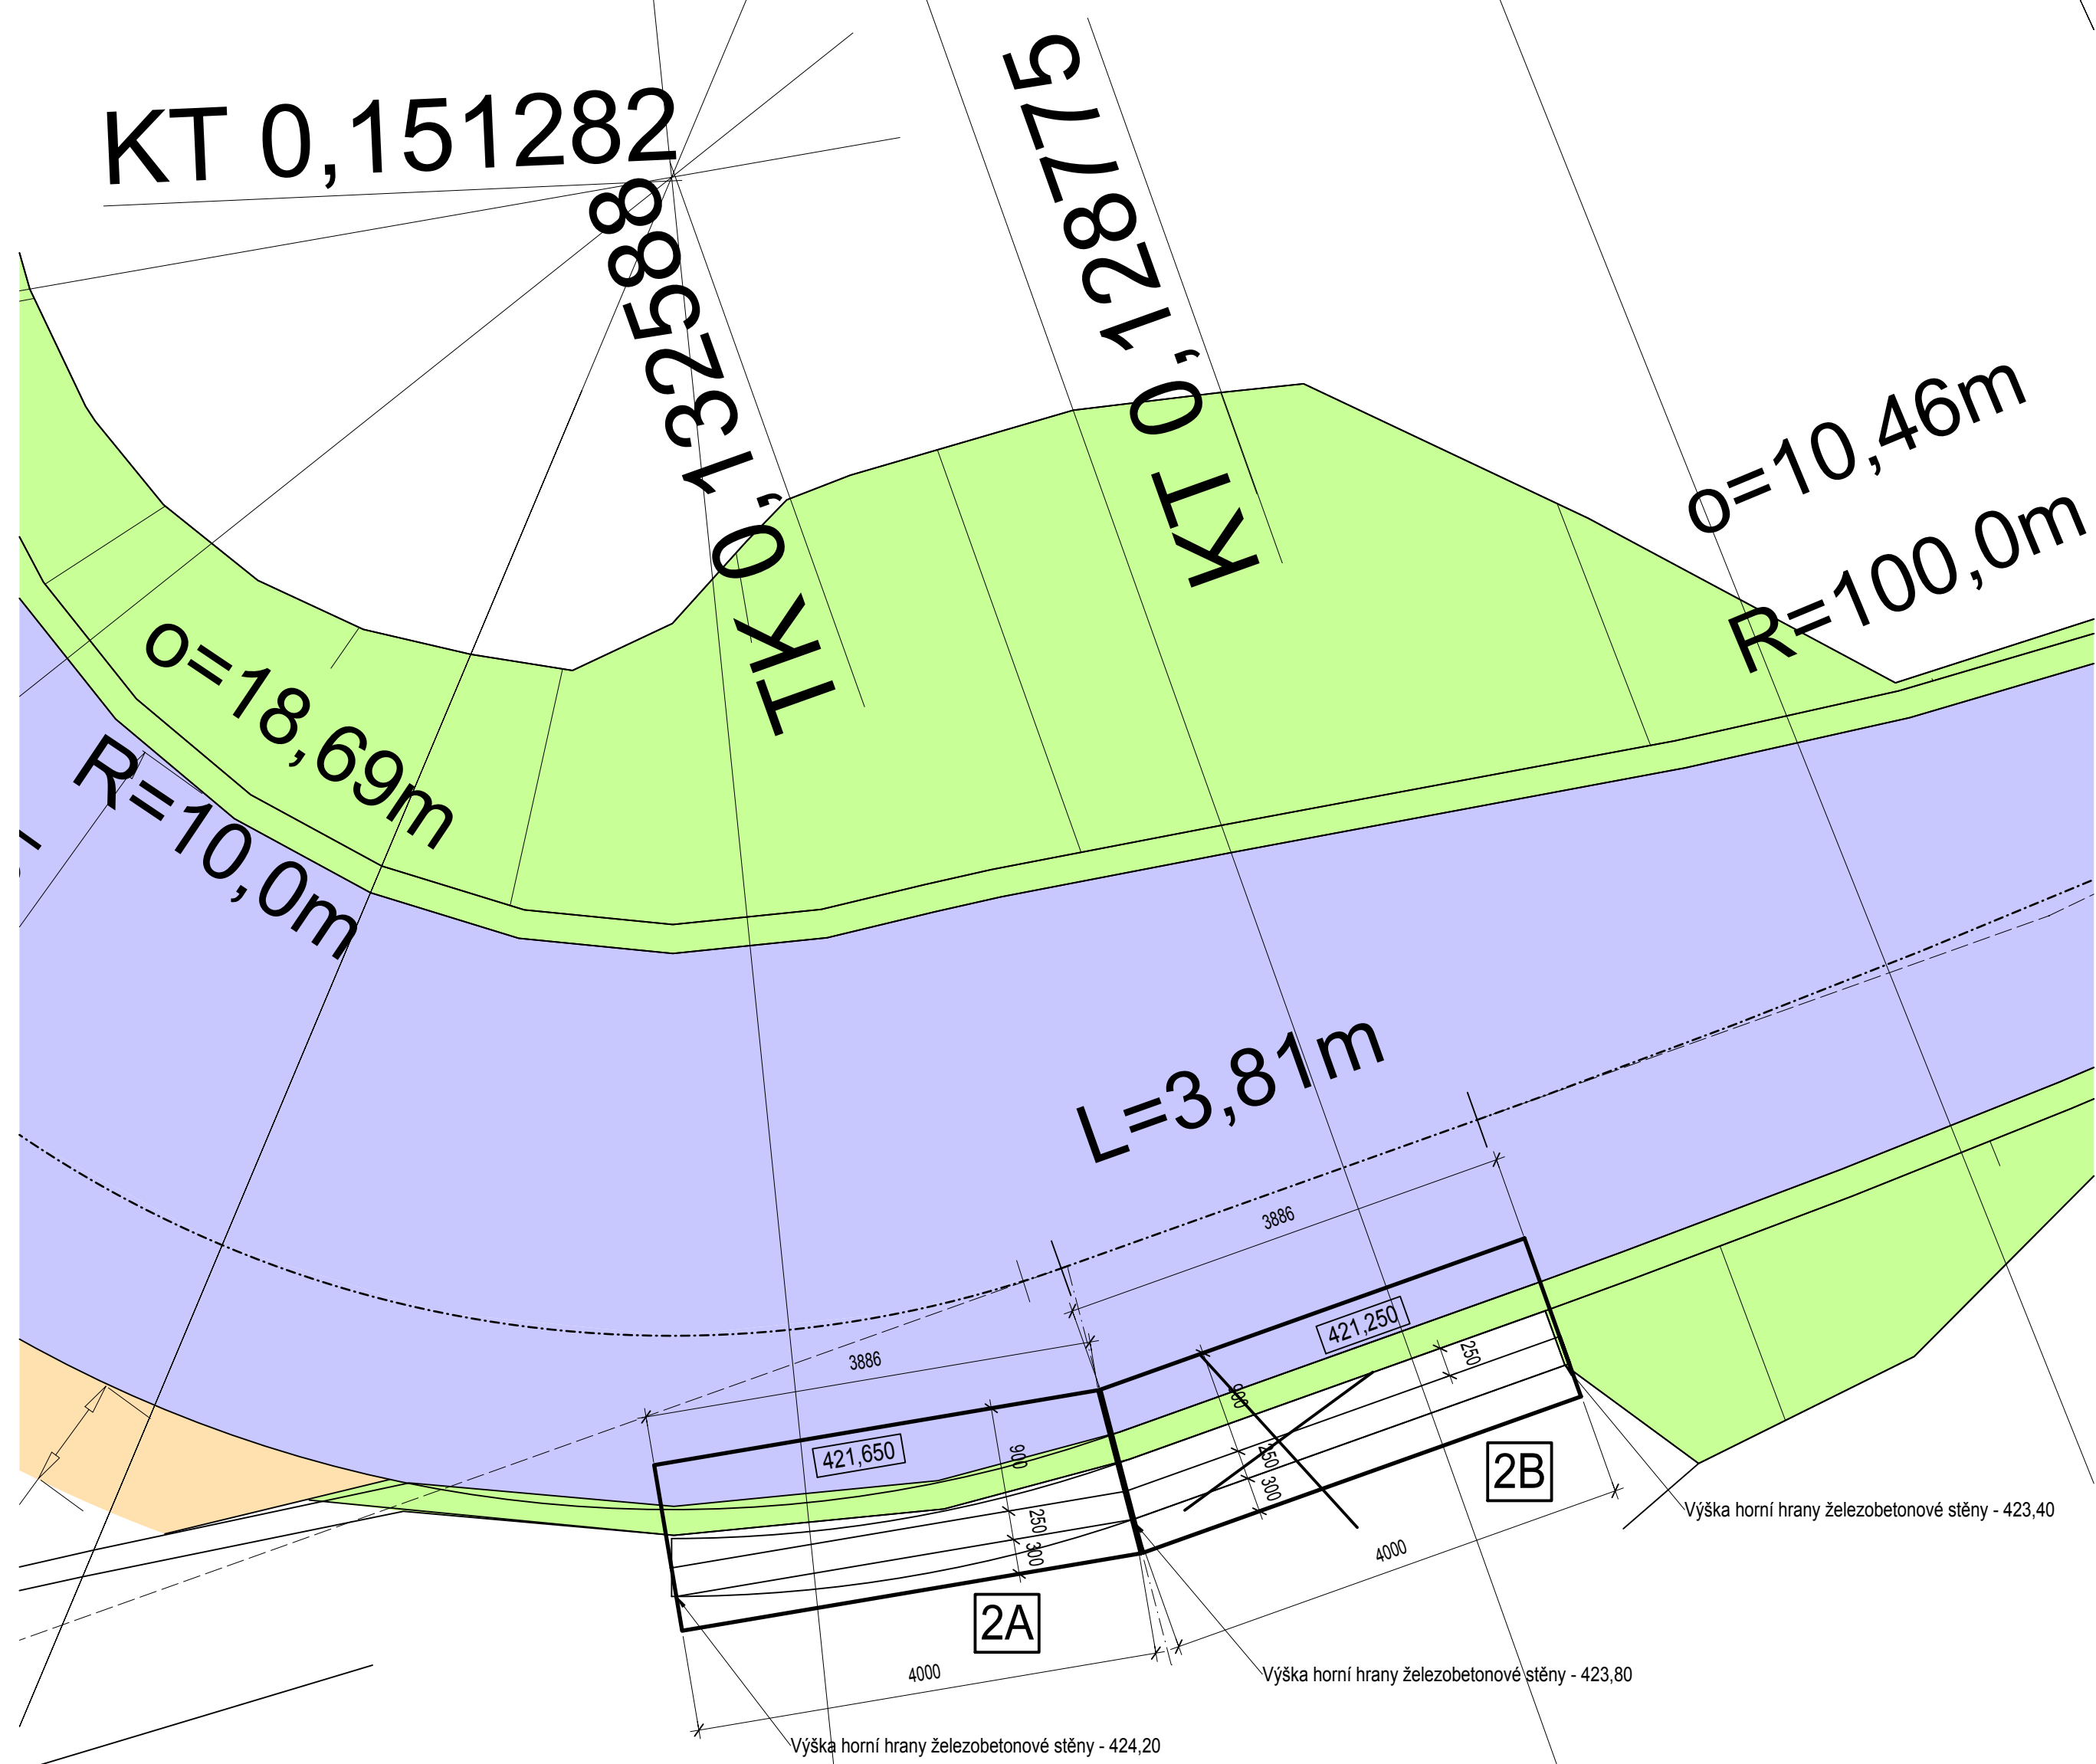 KT 0,151282
TK 0,132588
KT 0,128775
o=10,46m
R=100,0m
o=18,69m
R=10,0m
L=3,81m
3886
3886
421,250
421,650
900
250
300
900
250
250
300
2A
2B
4000
4000
Výška horní hrany železobetonové stěny - 423,40
Výška horní hrany železobetonové stěny - 423,80
Výška horní hrany železobetonové stěny - 424,20